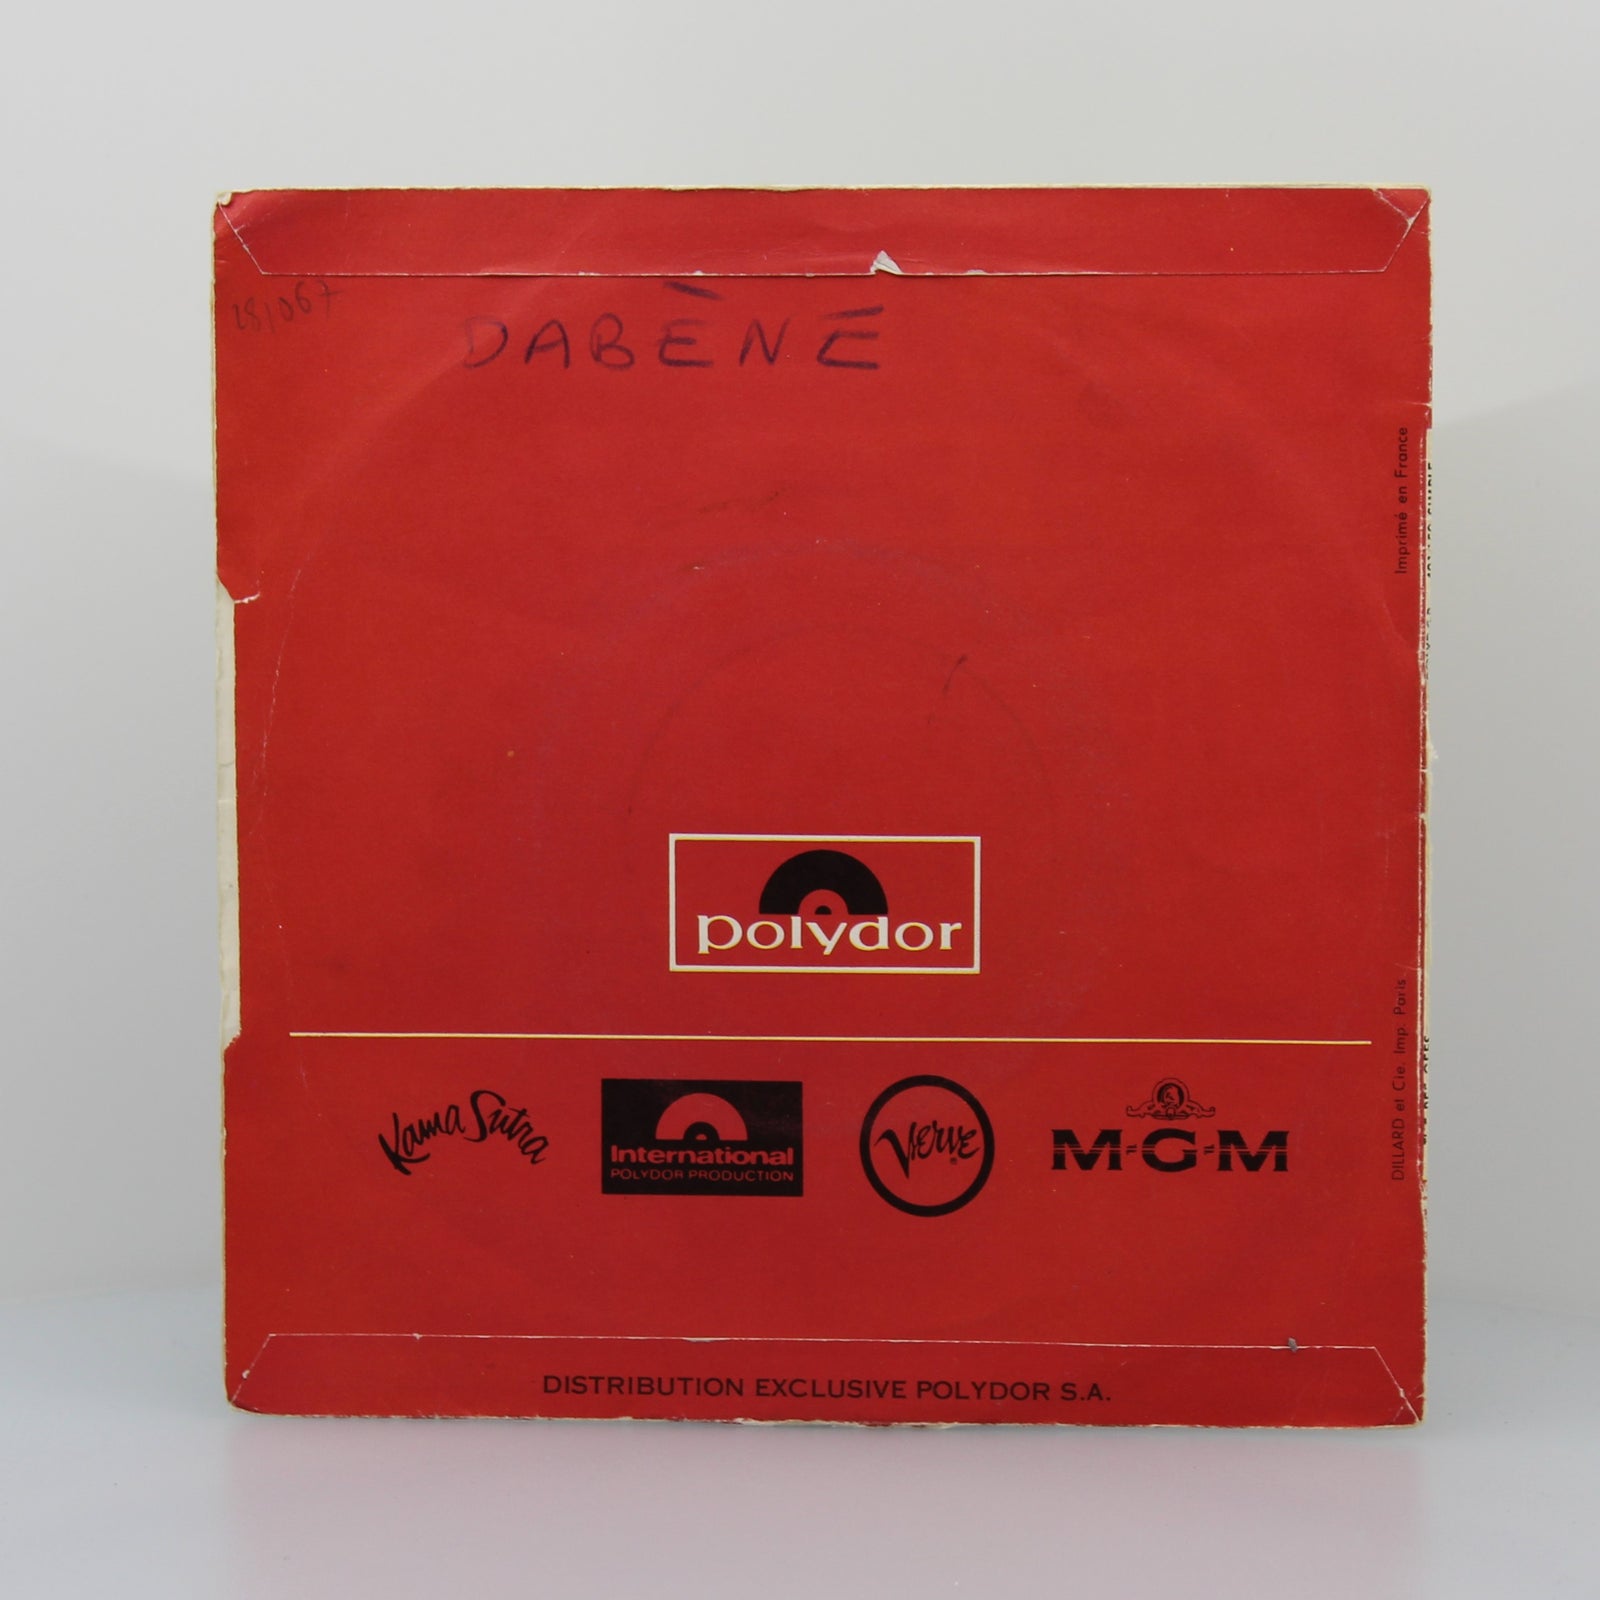 28/067
DABÈNÉ
Imprimé en France
polydor
Kama Sutra
International
POLYDOR PRODUCTION
Verve ®
M-G-M
DILLARD et Cie. Imp. Paris.
DISTRIBUTION EXCLUSIVE POLYDOR S.A.